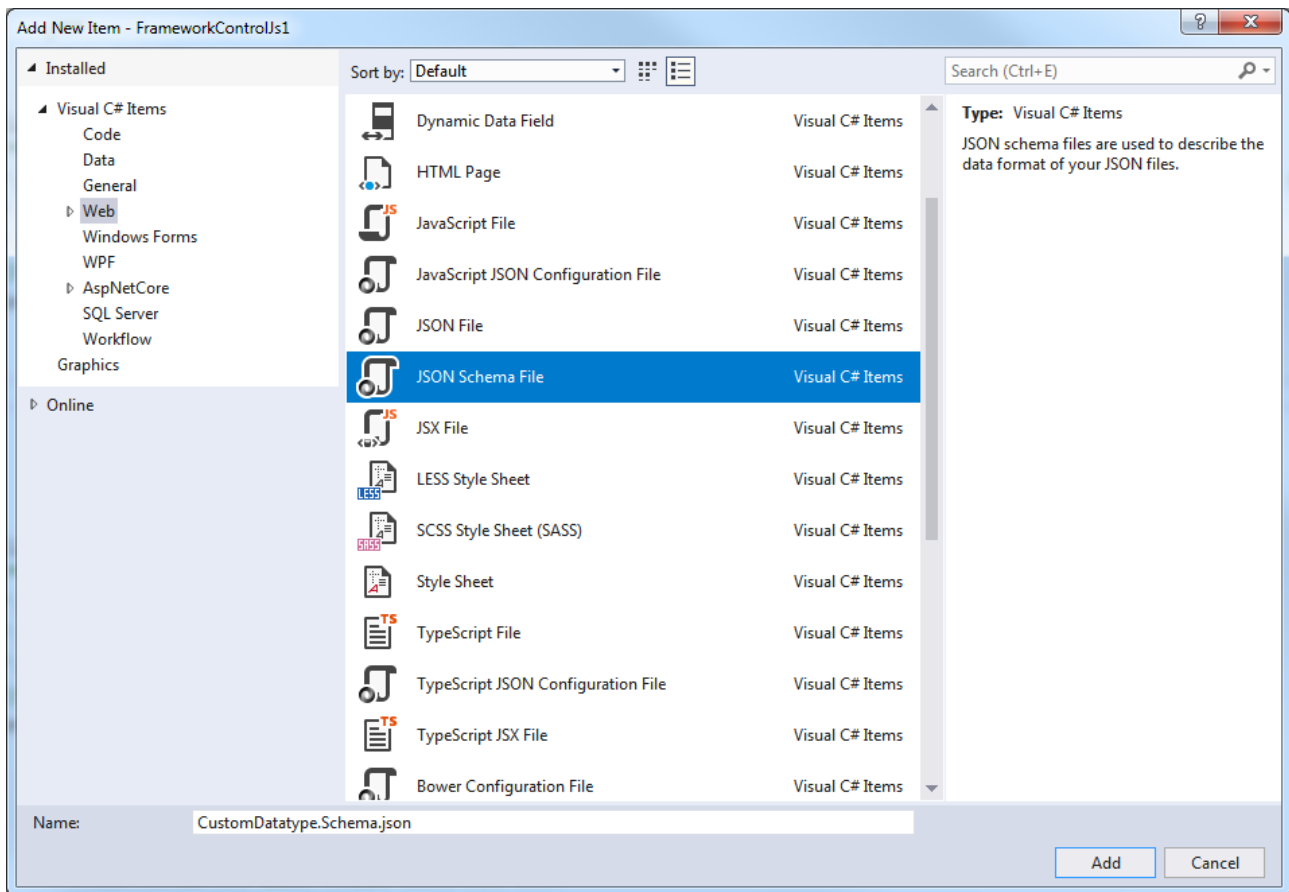 Add New Item - FrameworkControlJs1
Installed
Visual C# Items
Code
Data
General
Web
Windows Forms
WPF
AspNetCore
SQL Server
Workflow
Graphics
Online
Sort by: Default
Search (Ctrl+E)
Dynamic Data Field Visual C# Items
HTML Page Visual C# Items
JS
JavaScript File Visual C# Items
JavaScript JSON Configuration File Visual C# Items
JSON File Visual C# Items
JSON Schema File Visual C# Items
JS
JSX File Visual C# Items
LESS
LESS Style Sheet Visual C# Items
SASS
SCSS Style Sheet (SASS) Visual C# Items
Style Sheet Visual C# Items
TS
TypeScript File Visual C# Items
TypeScript JSON Configuration File Visual C# Items
TS
TypeScript JSX File Visual C# Items
Bower Configuration File Visual C# Items
Type: Visual C# Items
JSON schema files are used to describe the
data format of your JSON files.
Name: CustomDatatype.Schema.json
Add Cancel